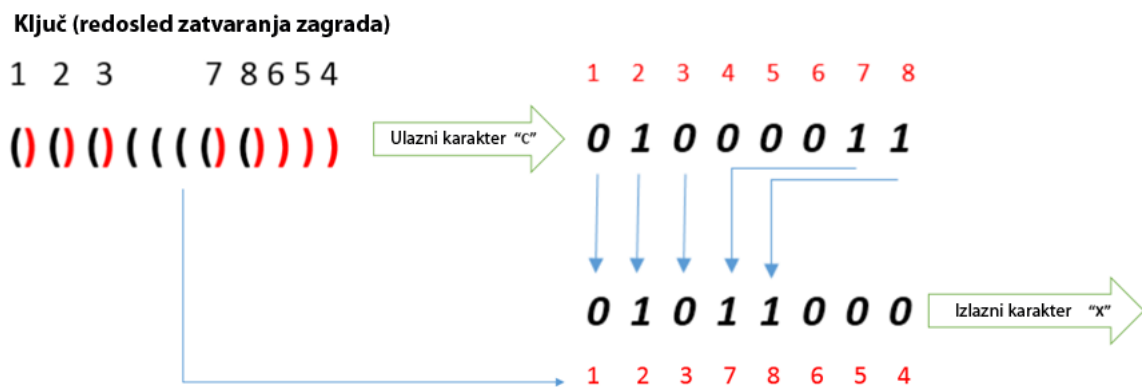 Ključ (redosled zatvaranja zagrada)
1 2 3 7 8 6 5 4
1 2 3 4 5 6 7 8
()()()((((()())))
Ulazni karakter "C"
0 1 0 0 0 0 1 1
0 1 0 1 1 0 0 0
Izlazni karakter "X"
1 2 3 7 8 6 5 4